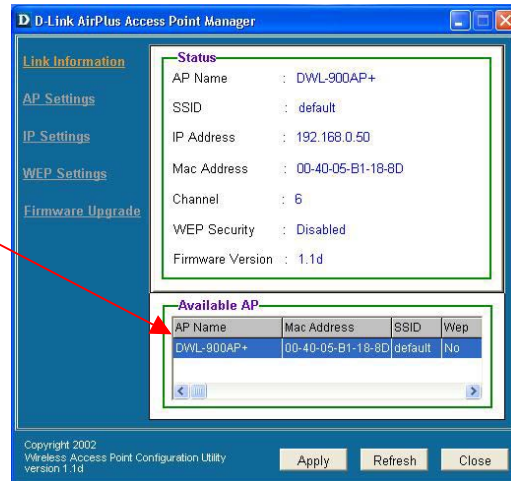 D D-Link AirPlus Access Point Manager
Link Information
AP Settings
IP Settings
WEP Settings
Firmware Upgrade
Status
AP Name : DWL-900AP+
SSID : default
IP Address : 192.168.0.50
Mac Address : 00-40-05-B1-18-8D
Channel : 6
WEP Security : Disabled
Firmware Version : 1.1d
Available AP
AP Name Mac Address SSID Wep
DWL-900AP+ 00-40-05-B1-18-8D default No
Copyright 2002
Wireless Access Point Configuration Utility
version 1.1d
Apply Refresh Close